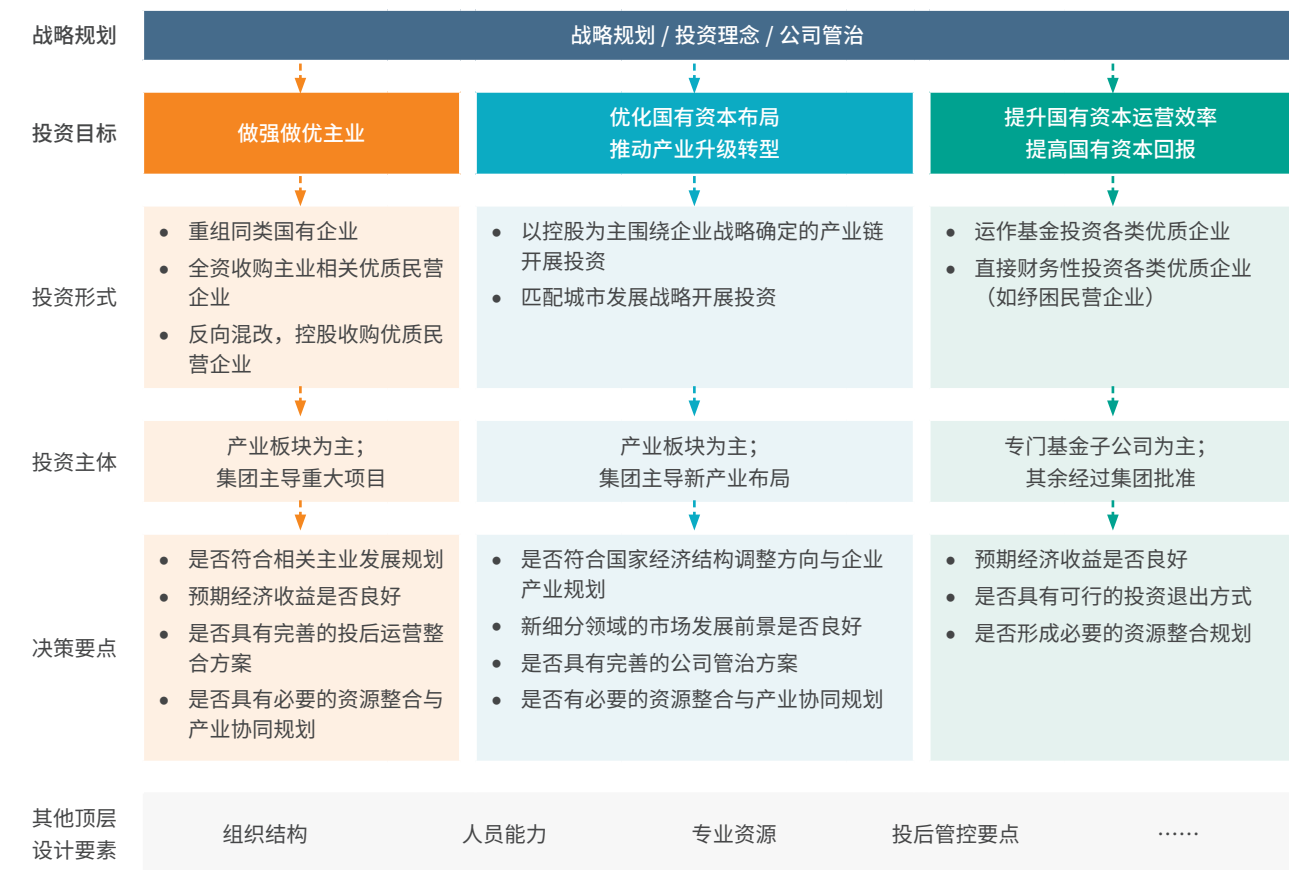 战略规划
战略规划 / 投资理念 / 公司管治
投资目标
做强做优主业
优化国有资本布局
推动产业升级转型
提升国有资本运营效率
提高国有资本回报
投资形式
● 重组同类国有企业
● 全资收购主业相关优质民营
企业
● 反向混改，控股收购优质民
营企业
● 以控股为主围绕企业战略确定的产业链
开展投资
● 匹配城市发展战略开展投资
● 运作基金投资各类优质企业
● 直接财务性投资各类优质企业
（如纾困民营企业）
投资主体
产业板块为主；
集团主导重大项目
产业板块为主；
集团主导新产业布局
专门基金子公司为主；
其余经过集团批准
决策要点
● 是否符合相关主业发展规划
● 预期经济收益是否良好
● 是否具有完善的投后运营整
合方案
● 是否具有必要的资源整合与
产业协同规划
● 是否符合国家经济结构调整方向与企业
产业规划
● 新细分领域的市场发展前景是否良好
● 是否具有完善的公司管治方案
● 是否有必要的资源整合与产业协同规划
● 预期经济收益是否良好
● 是否具有可行的投资退出方式
● 是否形成必要的资源整合规划
其他顶层
设计要素
组织结构
人员能力
专业资源
投后管控要点
……